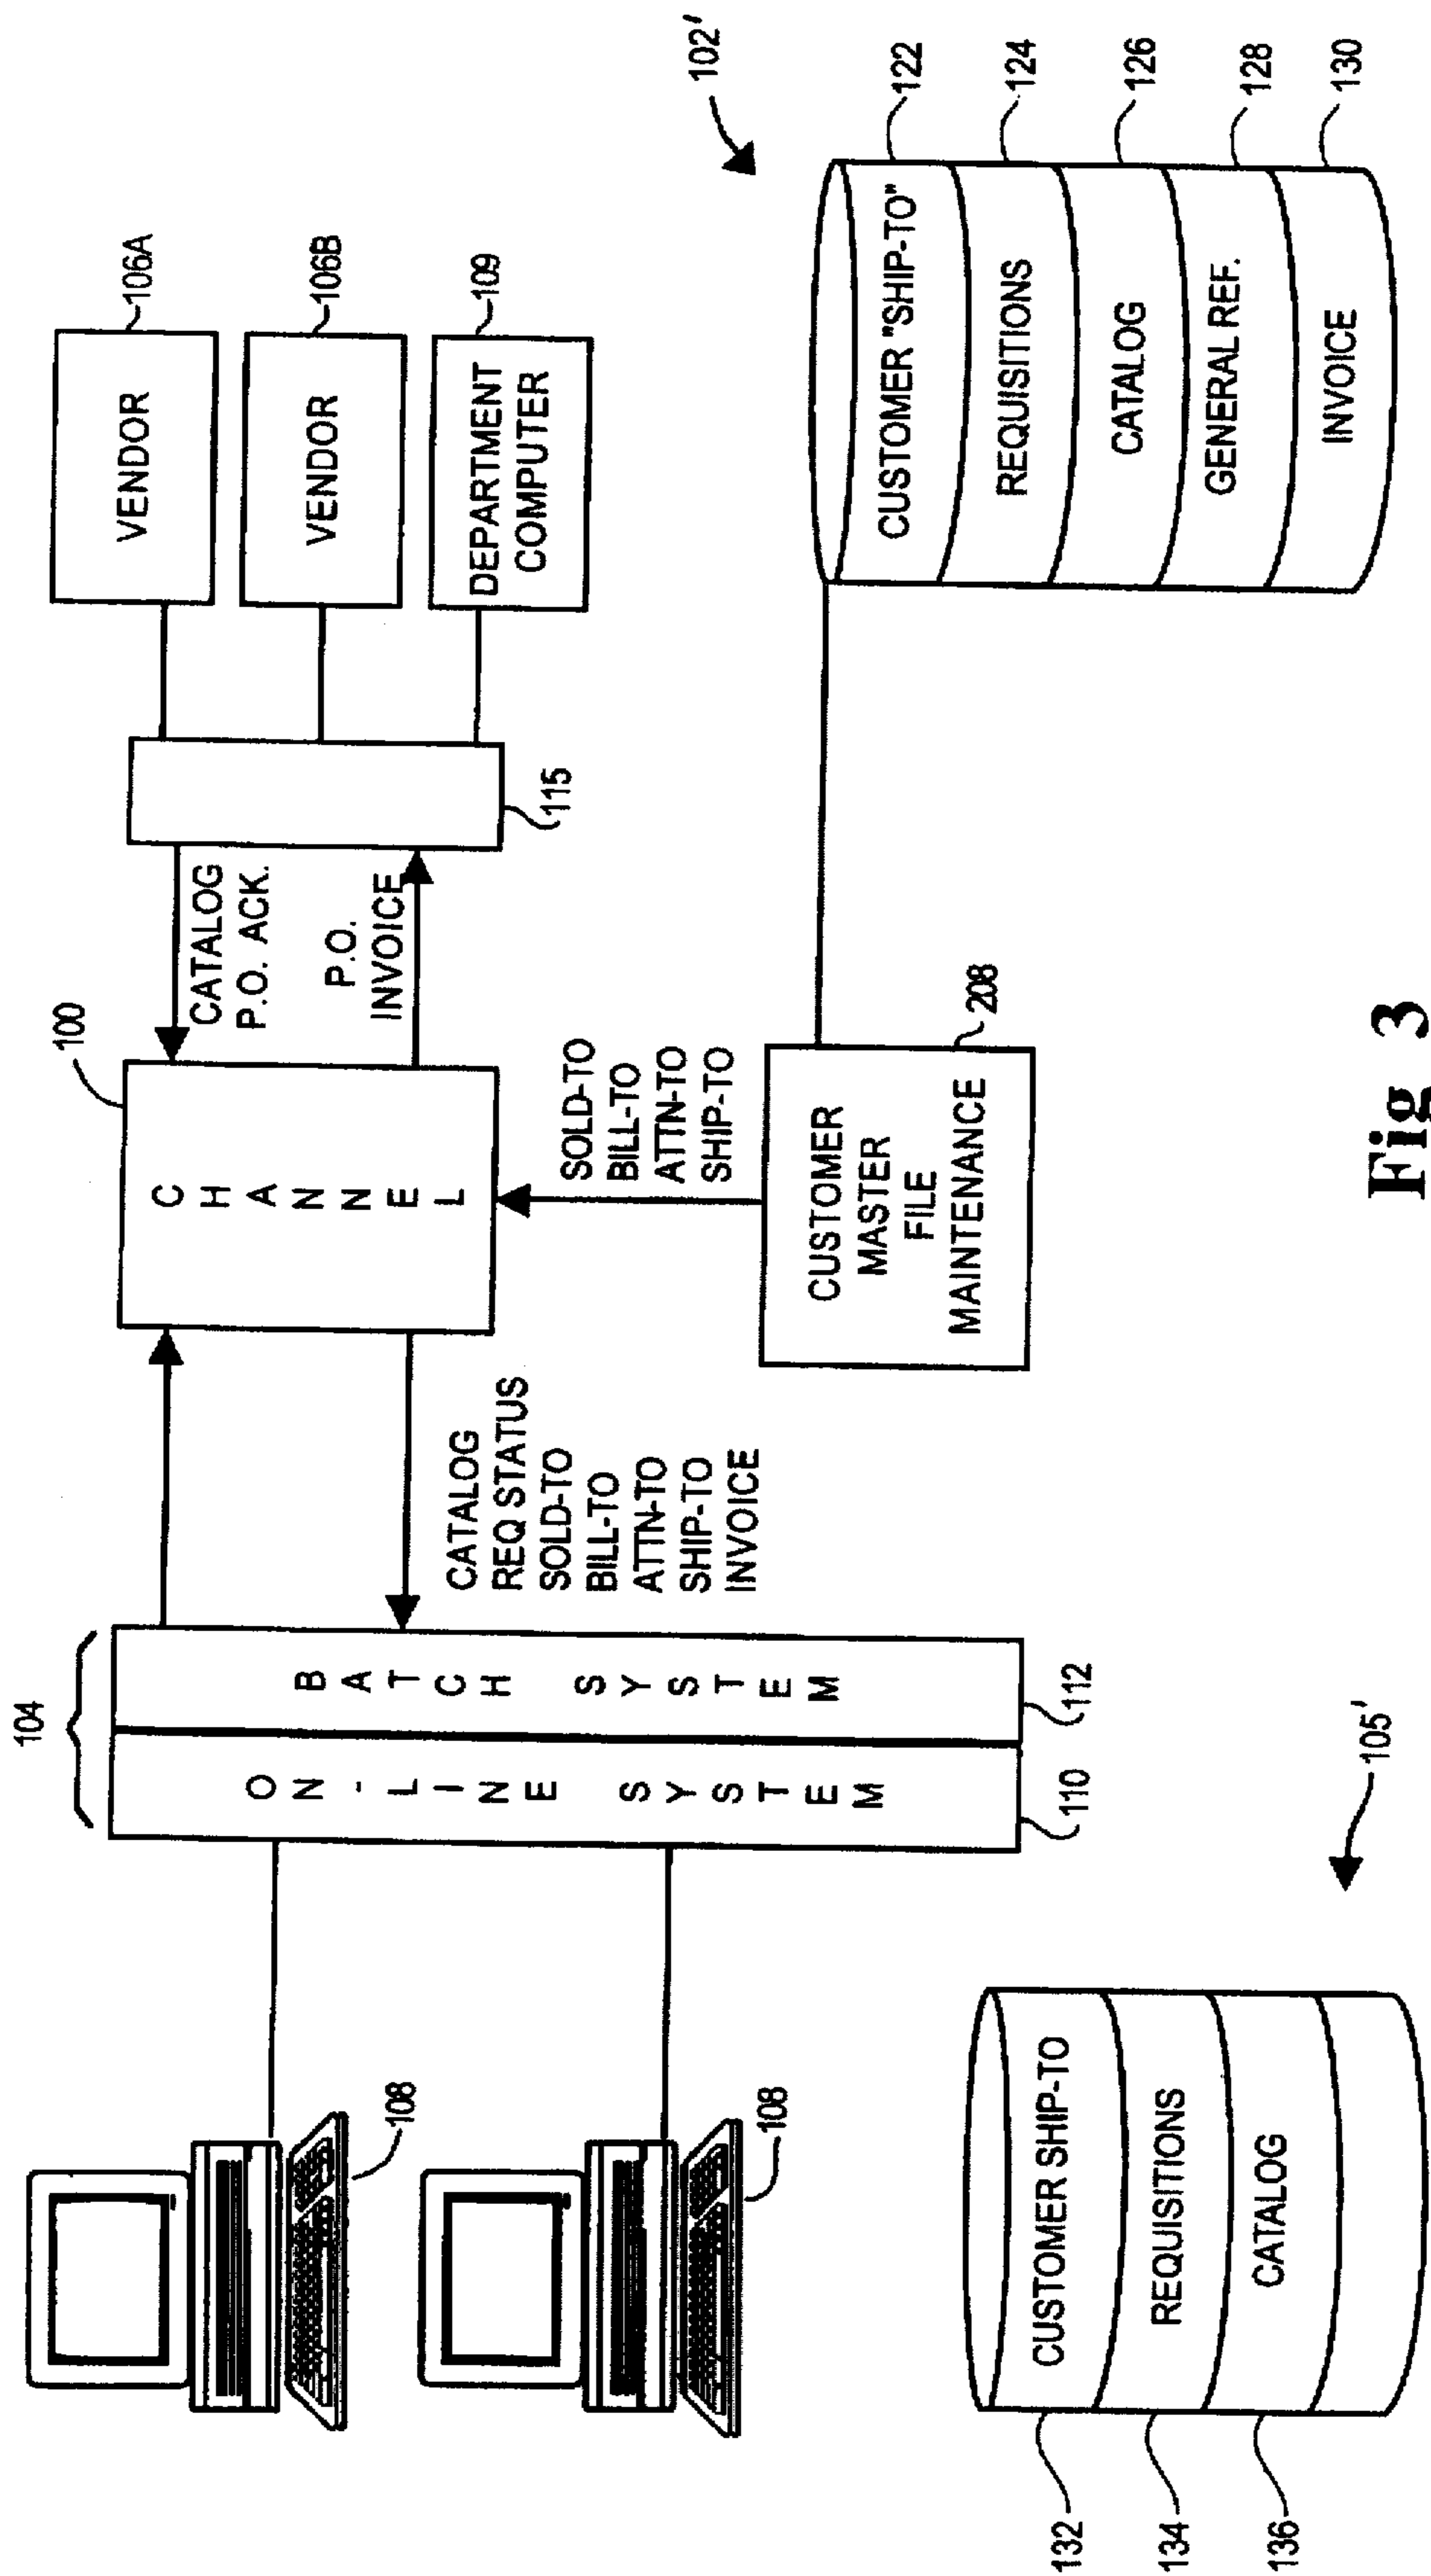 104
108
108
ON-LINE SYSTEM
110
BATCH SYSTEM
112
CATALOG
REQ STATUS
SOLD-TO
BILL-TO
ATTN-TO
SHIP-TO
INVOICE
100
CHANNEL
CATALOG
P.O. ACK.
P.O.
INVOICE
115
VENDOR
106A
VENDOR
106B
DEPARTMENT
COMPUTER
109
SOLD-TO
BILL-TO
ATTN-TO
SHIP-TO
CUSTOMER
MASTER
FILE
MAINTENANCE
208
102'
CUSTOMER "SHIP-TO"
122
REQUISITIONS
124
CATALOG
126
GENERAL REF.
128
INVOICE
130
105'
132
CUSTOMER SHIP-TO
134
REQUISITIONS
136
CATALOG
Fig 3